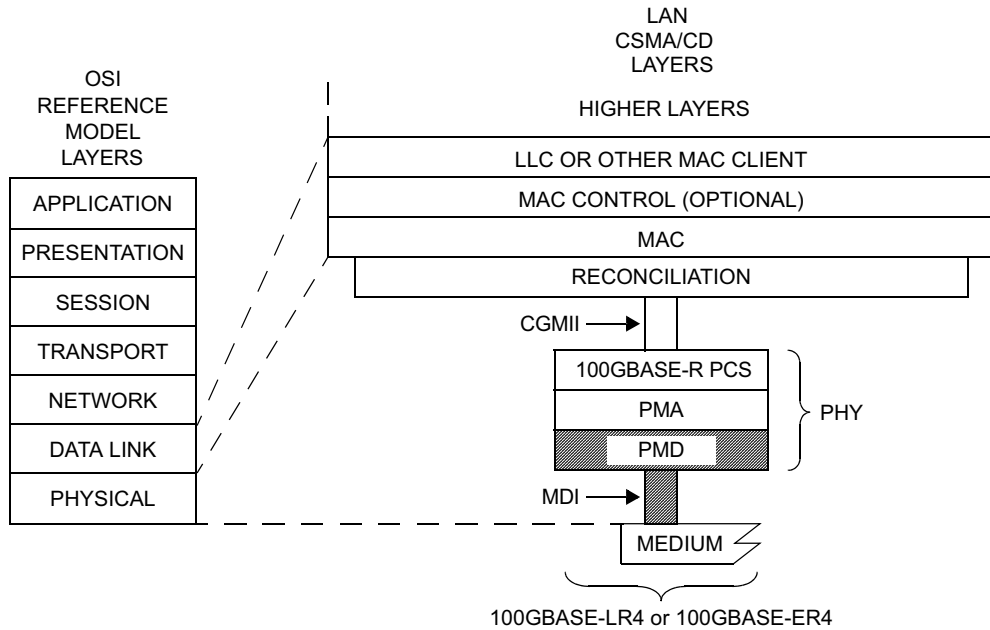 OSI
REFERENCE
MODEL
LAYERS
APPLICATION
PRESENTATION
SESSION
TRANSPORT
NETWORK
DATA LINK
PHYSICAL
LAN
CSMA/CD
LAYERS
HIGHER LAYERS
LLC OR OTHER MAC CLIENT
MAC CONTROL (OPTIONAL)
MAC
RECONCILIATION
CGMII
100GBASE-R PCS
PMA
PMD
PHY
MDI
MEDIUM
100GBASE-LR4 or 100GBASE-ER4